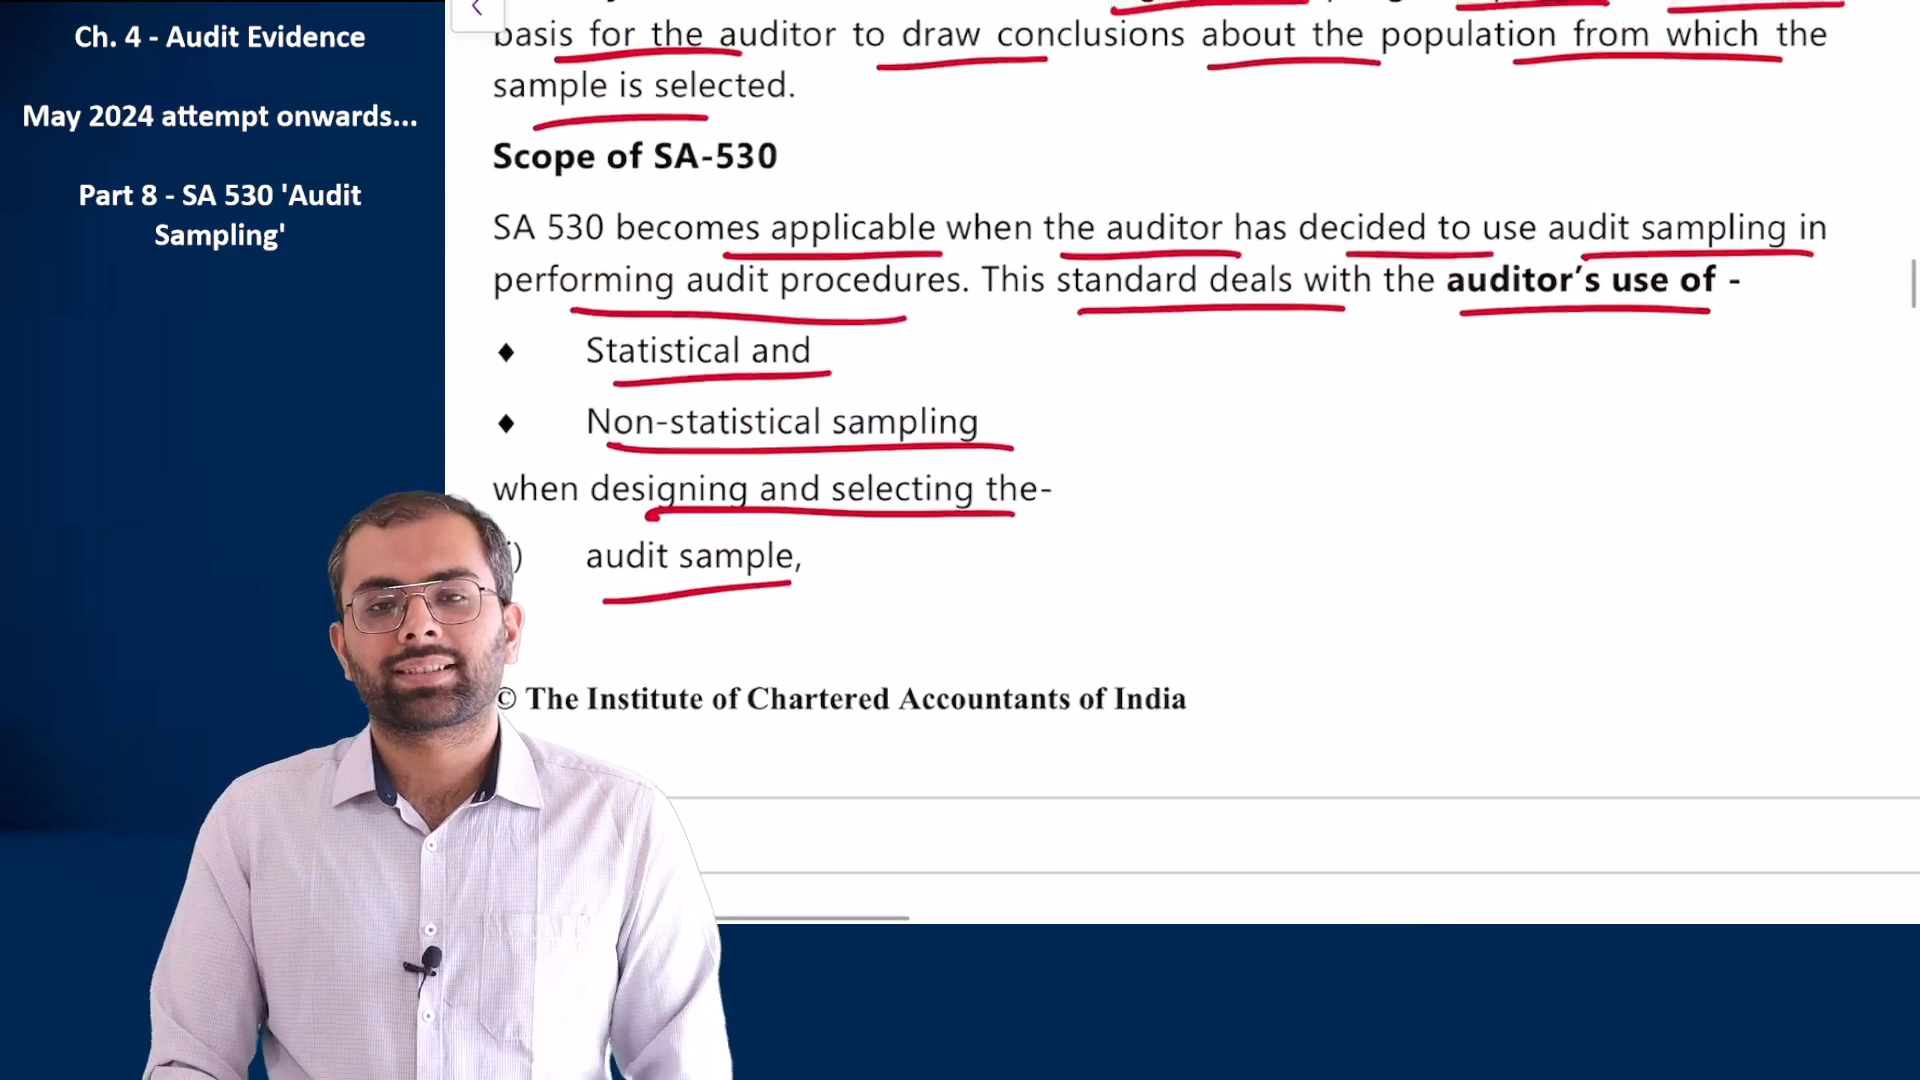 Ch. 4 - Audit Evidence
May 2024 attempt onwards...
Part 8 - SA 530 'Audit
Sampling'
basis for the auditor to draw conclusions about the population from which the
sample is selected.
Scope of SA-530
SA 530 becomes applicable when the auditor has decided to use audit sampling in
performing audit procedures. This standard deals with the auditor’s use of -
♦ Statistical and
♦ Non-statistical sampling
when designing and selecting the-
audit sample,
© The Institute of Chartered Accountants of India